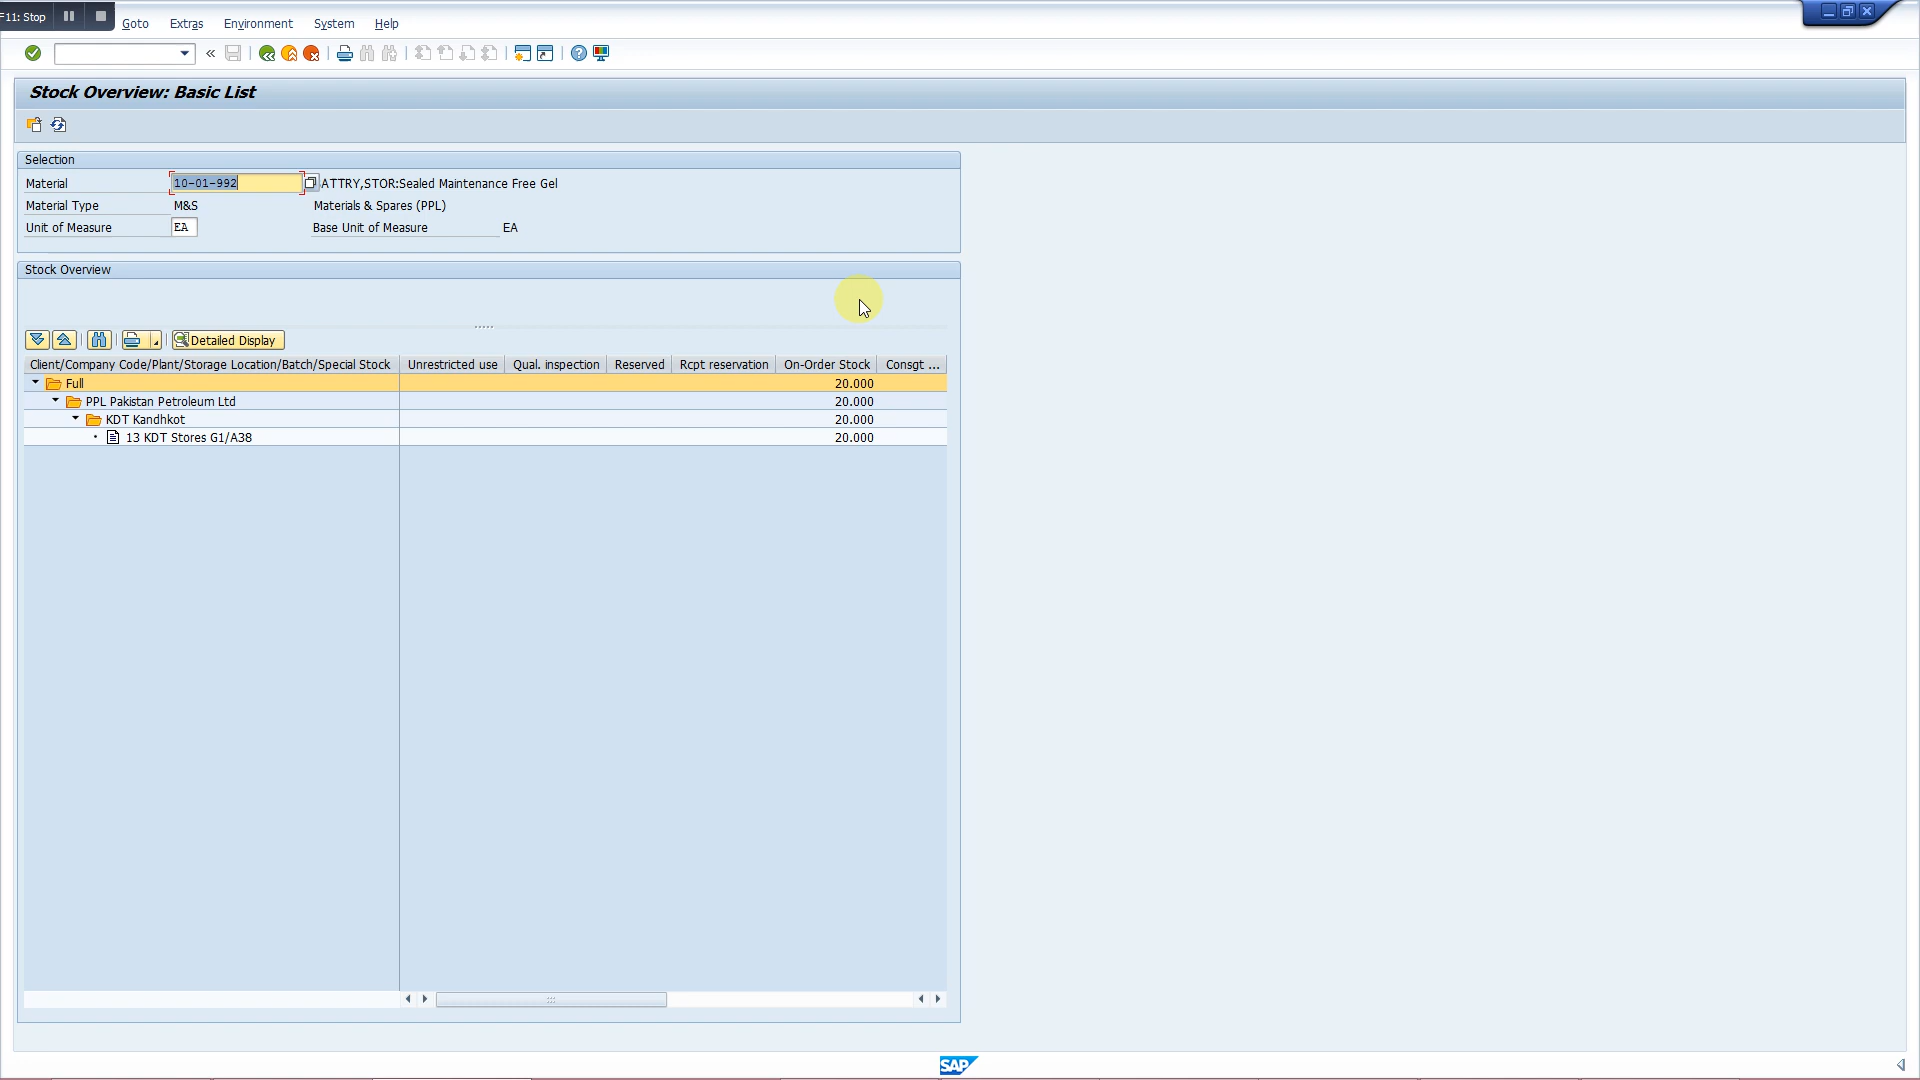 F11: Stop
Goto Extras Environment System Help
Stock Overview: Basic List
Selection
Material 10-01-992 ATTRY,STOR:Sealed Maintenance Free Gel
Material Type M&S Materials & Spares (PPL)
Unit of Measure EA Base Unit of Measure EA
Stock Overview
Detailed Display
Client/Company Code/Plant/Storage Location/Batch/Special Stock Unrestricted use Qual. inspection Reserved Rcpt reservation On-Order Stock Consgt ...
Full 20.000
PPL Pakistan Petroleum Ltd 20.000
KDT Kandhkot 20.000
13 KDT Stores G1/A38 20.000
SAP